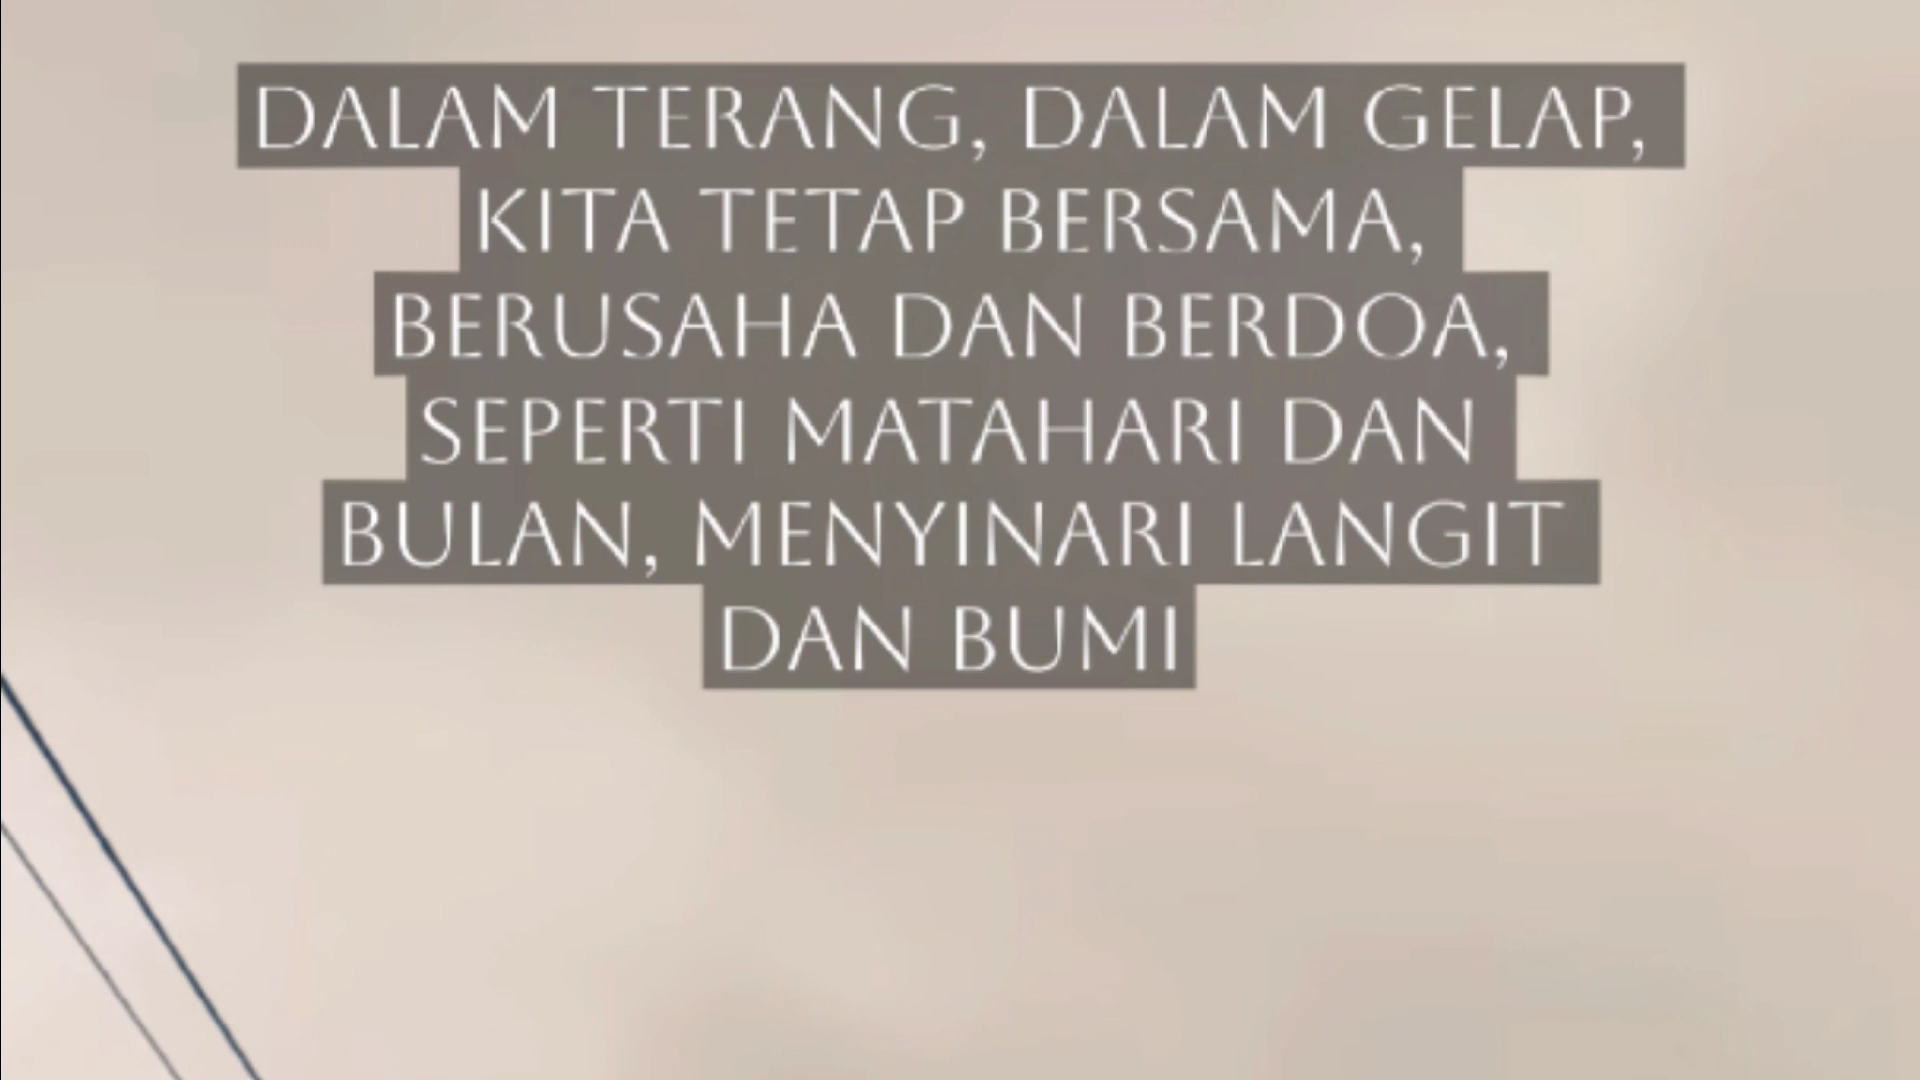 DALAM TERANG, DALAM GELAP,
KITA TETAP BERSAMA,
BERUSAHA DAN BERDOA,
SEPERTI MATAHARI DAN
BULAN, MENYINARI LANGIT
DAN BUMI